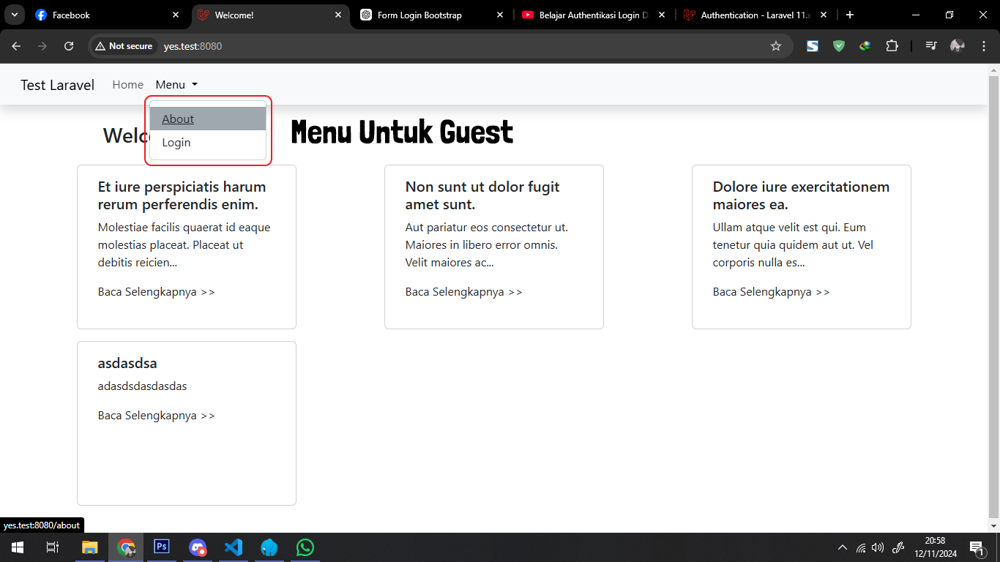 Facebook
Welcome!
Form Login Bootstrap
Belajar Authentikasi Login D
Authentication - Laravel 11.x
Not secure
yes.test:8080
Test Laravel
Home
Menu
About
Login
Welc
Menu Untuk Guest
Et iure perspiciatis harum
rerum perferendis enim.
Molestiae facilis quaerat id eaque
molestias placeat. Placeat ut
debitis reicien...
Baca Selengkapnya >>
Non sunt ut dolor fugit
amet sunt.
Aut pariatur eos consectetur ut.
Maiores in libero error omnis.
Velit maiores ac...
Baca Selengkapnya >>
Dolore iure exercitationem
maiores ea.
Ullam atque velit est qui. Eum
tenetur quia quidem aut ut. Vel
corporis nulla es...
Baca Selengkapnya >>
asdasdsa
adasdsdasdasdas
Baca Selengkapnya >>
yes.test:8080/about
Ps
20:58
12/11/2024
1